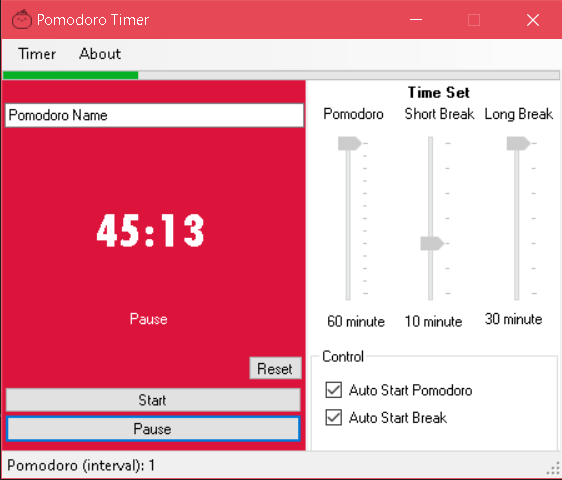 Pomodoro Timer
Timer About
Time Set
Pomodoro Short Break Long Break
Pomodoro Name
45:13
Pause
60 minute 10 minute 30 minute
Control
Reset
Auto Start Pomodoro
Start
Auto Start Break
Pause
Pomodoro (interval): 1